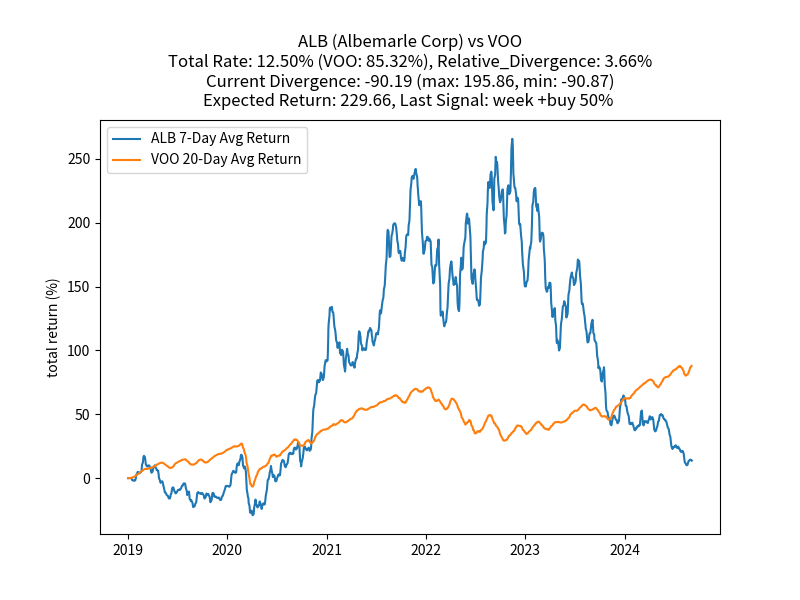 ALB (Albemarle Corp) vs VOO
Total Rate: 12.50% (VOO: 85.32%), Relative_Divergence: 3.66%
Current Divergence: -90.19 (max: 195.86, min: -90.87)
Expected Return: 229.66, Last Signal: week +buy 50%
ALB 7-Day Avg Return
VOO 20-Day Avg Return
total return (%)
250
200
150
100
50
0
2019 2020 2021 2022 2023 2024